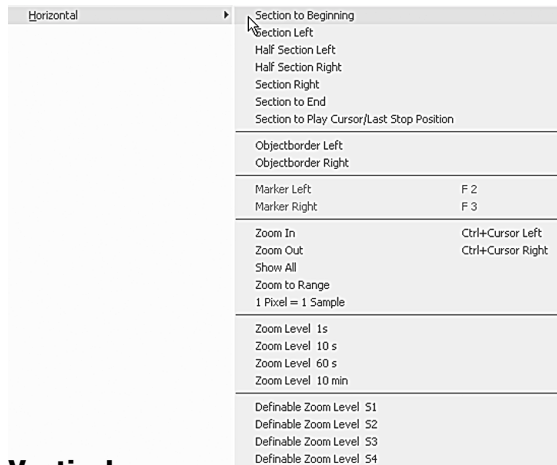 Horizontal
Section to Beginning
Section Left
Half Section Left
Half Section Right
Section Right
Section to End
Section to Play Cursor/Last Stop Position
Objectborder Left
Objectborder Right
Marker Left F 2
Marker Right F 3
Zoom In Ctrl+Cursor Left
Zoom Out Ctrl+Cursor Right
Show All
Zoom to Range
1 Pixel = 1 Sample
Zoom Level 1s
Zoom Level 10 s
Zoom Level 60 s
Zoom Level 10 min
Definable Zoom Level S1
Definable Zoom Level S2
Definable Zoom Level S3
Definable Zoom Level S4